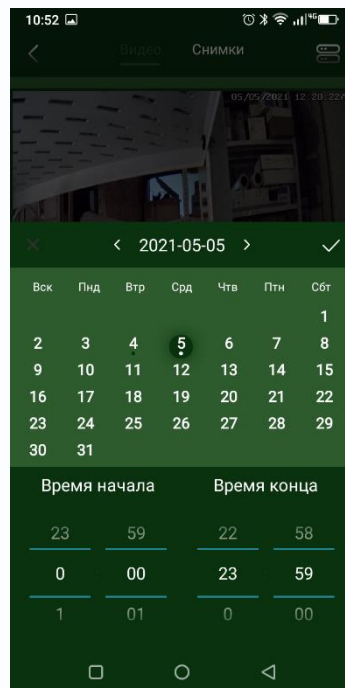 10:52
4G
Видео Снимки
05/05/2021 12:20:22
2021-05-05
Вск Пнд Втр Срд Чтв Птн Сбт
1
2 3 4 5 6 7 8
9 10 11 12 13 14 15
16 17 18 19 20 21 22
23 24 25 26 27 28 29
30 31
Время начала Время конца
23 59 22 58
0 00 23 59
1 01 0 00